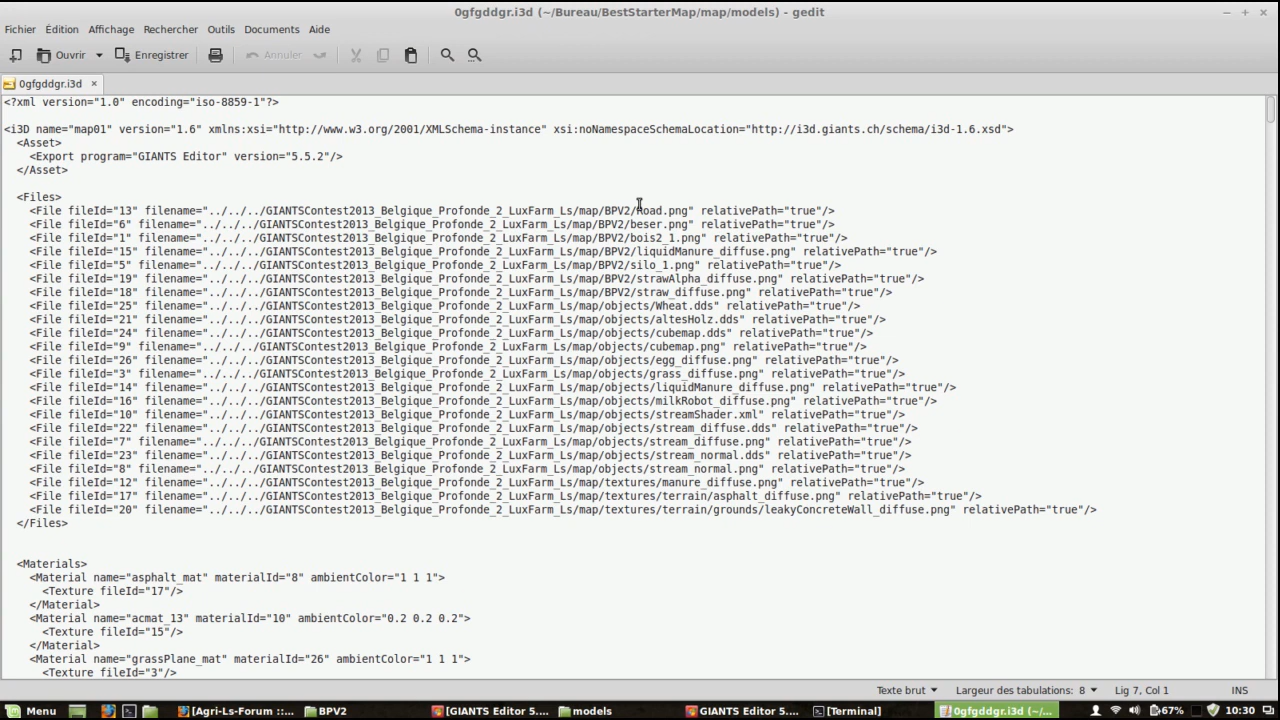 0gfgddgr.i3d (~/Bureau/BestStarterMap/map/models) - gedit
Fichier Édition Affichage Rechercher Outils Documents Aide
Ouvrir Enregistrer Annuler
0gfgddgr.i3d ×
<?xml version="1.0" encoding="iso-8859-1"?>
<i3D name="map01" version="1.6" xmlns:xsi="http://www.w3.org/2001/XMLSchema-instance" xsi:noNamespaceSchemaLocation="http://i3d.giants.ch/schema/i3d-1.6.xsd">
<Asset>
<Export program="GIANTS Editor" version="5.5.2"/>
</Asset>
<Files>
<File fileId="13" filename="../../../GIANTSContest2013_Belgique_Profonde_2_LuxFarm_Ls/map/BPV2/Road.png" relativePath="true"/>
<File fileId="6" filename="../../../GIANTSContest2013_Belgique_Profonde_2_LuxFarm_Ls/map/BPV2/beser.png" relativePath="true"/>
<File fileId="1" filename="../../../GIANTSContest2013_Belgique_Profonde_2_LuxFarm_Ls/map/BPV2/bois2_1.png" relativePath="true"/>
<File fileId="15" filename="../../../GIANTSContest2013_Belgique_Profonde_2_LuxFarm_Ls/map/BPV2/liquidManure_diffuse.png" relativePath="true"/>
<File fileId="5" filename="../../../GIANTSContest2013_Belgique_Profonde_2_LuxFarm_Ls/map/BPV2/silo_1.png" relativePath="true"/>
<File fileId="19" filename="../../../GIANTSContest2013_Belgique_Profonde_2_LuxFarm_Ls/map/BPV2/strawAlpha_diffuse.png" relativePath="true"/>
<File fileId="18" filename="../../../GIANTSContest2013_Belgique_Profonde_2_LuxFarm_Ls/map/BPV2/straw_diffuse.png" relativePath="true"/>
<File fileId="25" filename="../../../GIANTSContest2013_Belgique_Profonde_2_LuxFarm_Ls/map/objects/Wheat.dds" relativePath="true"/>
<File fileId="21" filename="../../../GIANTSContest2013_Belgique_Profonde_2_LuxFarm_Ls/map/objects/altesHolz.dds" relativePath="true"/>
<File fileId="24" filename="../../../GIANTSContest2013_Belgique_Profonde_2_LuxFarm_Ls/map/objects/cubemap.dds" relativePath="true"/>
<File fileId="9" filename="../../../GIANTSContest2013_Belgique_Profonde_2_LuxFarm_Ls/map/objects/cubemap.png" relativePath="true"/>
<File fileId="26" filename="../../../GIANTSContest2013_Belgique_Profonde_2_LuxFarm_Ls/map/objects/egg_diffuse.png" relativePath="true"/>
<File fileId="3" filename="../../../GIANTSContest2013_Belgique_Profonde_2_LuxFarm_Ls/map/objects/grass_diffuse.png" relativePath="true"/>
<File fileId="14" filename="../../../GIANTSContest2013_Belgique_Profonde_2_LuxFarm_Ls/map/objects/liquidManure_diffuse.png" relativePath="true"/>
<File fileId="16" filename="../../../GIANTSContest2013_Belgique_Profonde_2_LuxFarm_Ls/map/objects/milkRobot_diffuse.png" relativePath="true"/>
<File fileId="10" filename="../../../GIANTSContest2013_Belgique_Profonde_2_LuxFarm_Ls/map/objects/streamShader.xml" relativePath="true"/>
<File fileId="22" filename="../../../GIANTSContest2013_Belgique_Profonde_2_LuxFarm_Ls/map/objects/stream_diffuse.dds" relativePath="true"/>
<File fileId="7" filename="../../../GIANTSContest2013_Belgique_Profonde_2_LuxFarm_Ls/map/objects/stream_diffuse.png" relativePath="true"/>
<File fileId="23" filename="../../../GIANTSContest2013_Belgique_Profonde_2_LuxFarm_Ls/map/objects/stream_normal.dds" relativePath="true"/>
<File fileId="8" filename="../../../GIANTSContest2013_Belgique_Profonde_2_LuxFarm_Ls/map/objects/stream_normal.png" relativePath="true"/>
<File fileId="12" filename="../../../GIANTSContest2013_Belgique_Profonde_2_LuxFarm_Ls/map/textures/manure_diffuse.png" relativePath="true"/>
<File fileId="17" filename="../../../GIANTSContest2013_Belgique_Profonde_2_LuxFarm_Ls/map/textures/terrain/asphalt_diffuse.png" relativePath="true"/>
<File fileId="20" filename="../../../GIANTSContest2013_Belgique_Profonde_2_LuxFarm_Ls/map/textures/terrain/grounds/leakyConcreteWall_diffuse.png" relativePath="true"/>
</Files>
<Materials>
<Material name="asphalt_mat" materialId="8" ambientColor="1 1 1">
<Texture fileId="17"/>
</Material>
<Material name="acmat_13" materialId="10" ambientColor="0.2 0.2 0.2">
<Texture fileId="15"/>
</Material>
<Material name="grassPlane_mat" materialId="26" ambientColor="1 1 1">
<Texture fileId="3"/>
Texte brut Largeur des tabulations: 8 Lig 7, Col 1 INS
Menu [Agri-Ls-Forum ::... BPV2 [GIANTS Editor 5.... models GIANTS Editor 5.... [Terminal] 0gfgddgr.i3d (~/... 67% 10:30